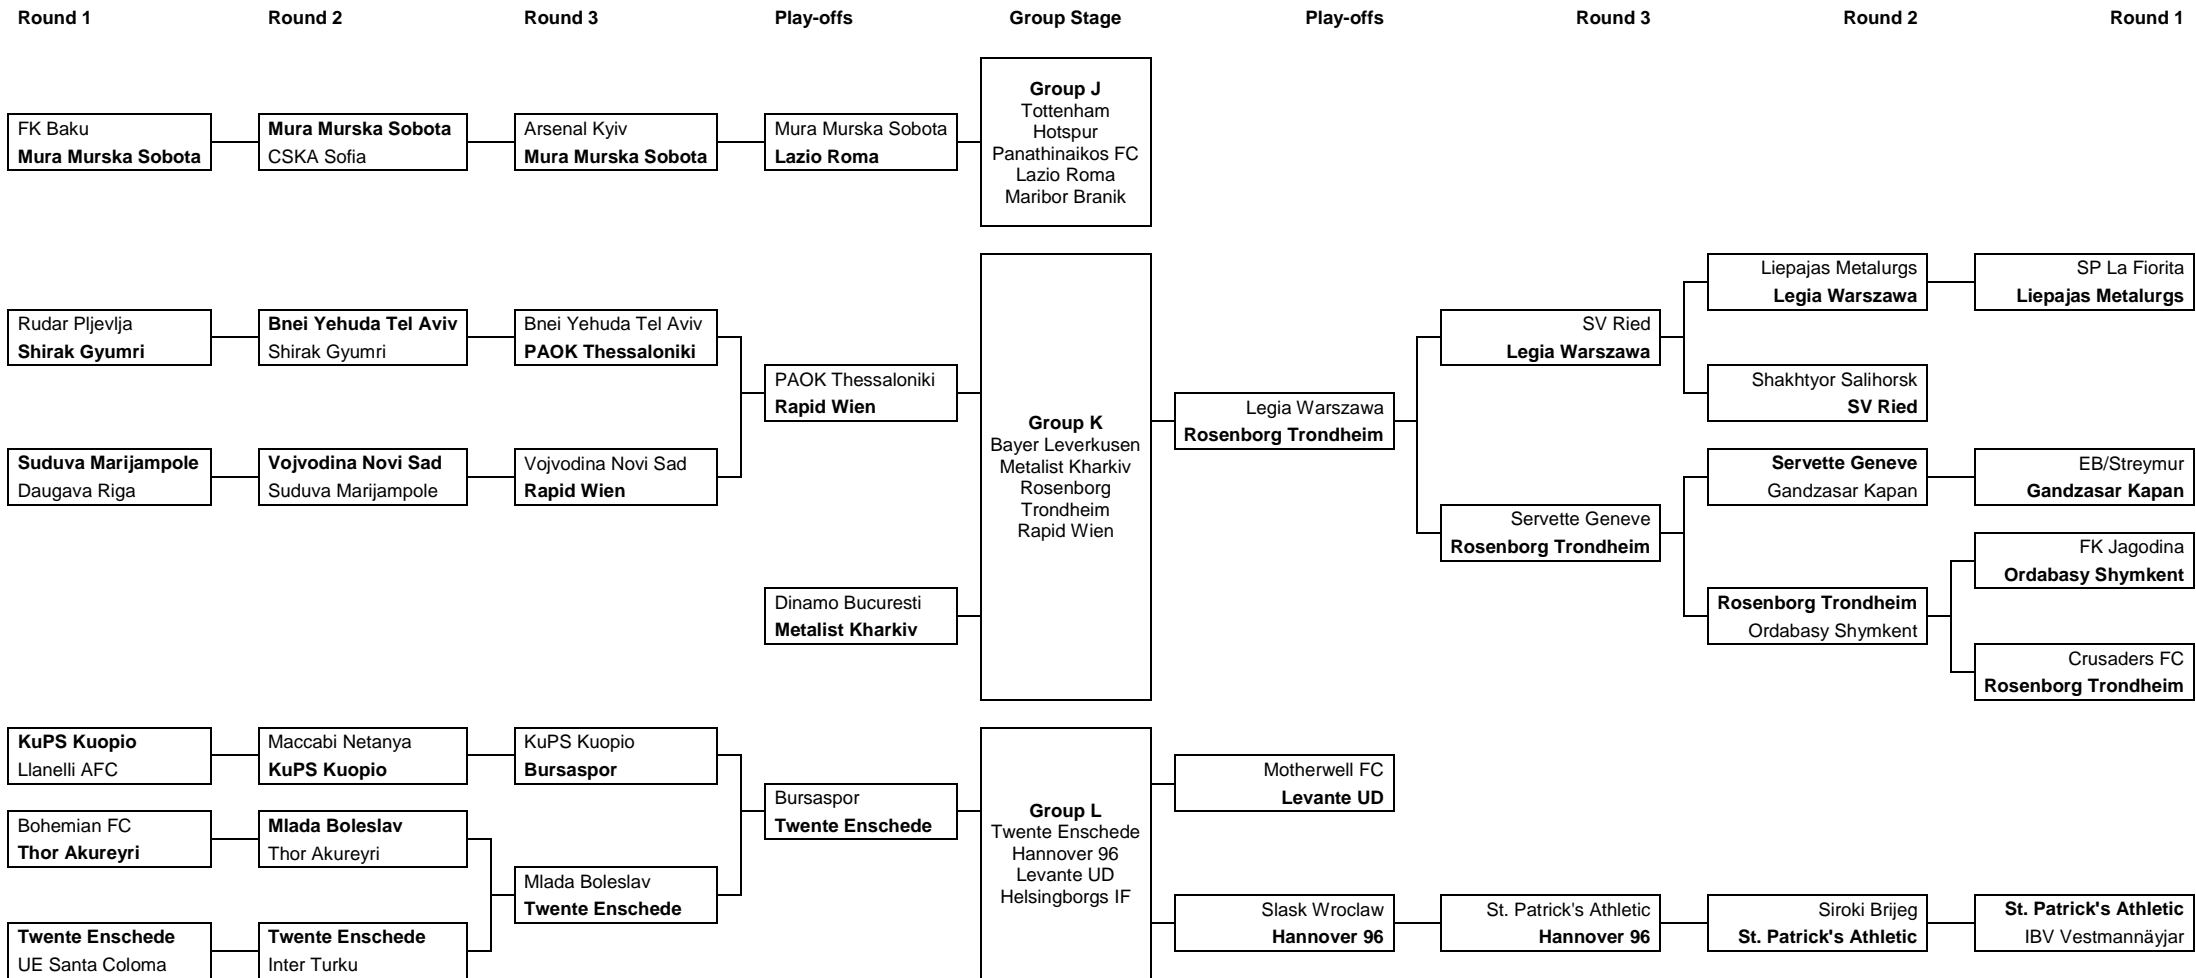 Round 1
Round 2
Round 3
Play-offs
Group Stage
Play-offs
Round 3
Round 2
Round 1
FK Baku
Mura Murska Sobota
Mura Murska Sobota
CSKA Sofia
Arsenal Kyiv
Mura Murska Sobota
Mura Murska Sobota
Lazio Roma
Group J
Tottenham
Hotspur
Panathinaikos FC
Lazio Roma
Maribor Branik
Rudar Pljevlja
Shirak Gyumri
Bnei Yehuda Tel Aviv
Shirak Gyumri
Bnei Yehuda Tel Aviv
PAOK Thessaloniki
PAOK Thessaloniki
Rapid Wien
Suduva Marijampole
Daugava Riga
Vojvodina Novi Sad
Suduva Marijampole
Vojvodina Novi Sad
Rapid Wien
Dinamo Bucuresti
Metalist Kharkiv
Group K
Bayer Leverkusen
Metalist Kharkiv
Rosenborg
Trondheim
Rapid Wien
Legia Warszawa
Rosenborg Trondheim
SV Ried
Legia Warszawa
Servette Geneve
Rosenborg Trondheim
Liepajas Metalurgs
Legia Warszawa
Shakhtyor Salihorsk
SV Ried
Servette Geneve
Gandzasar Kapan
Rosenborg Trondheim
Ordabasy Shymkent
SP La Fiorita
Liepajas Metalurgs
EB/Streymur
Gandzasar Kapan
FK Jagodina
Ordabasy Shymkent
Crusaders FC
Rosenborg Trondheim
KuPS Kuopio
Llanelli AFC
Maccabi Netanya
KuPS Kuopio
KuPS Kuopio
Bursaspor
Bohemian FC
Thor Akureyri
Mlada Boleslav
Thor Akureyri
Mlada Boleslav
Twente Enschede
Twente Enschede
UE Santa Coloma
Twente Enschede
Inter Turku
Bursaspor
Twente Enschede
Group L
Twente Enschede
Hannover 96
Levante UD
Helsingborgs IF
Motherwell FC
Levante UD
Slask Wroclaw
Hannover 96
St. Patrick's Athletic
Hannover 96
Siroki Brijeg
St. Patrick's Athletic
St. Patrick's Athletic
IBV Vestmannäyjar